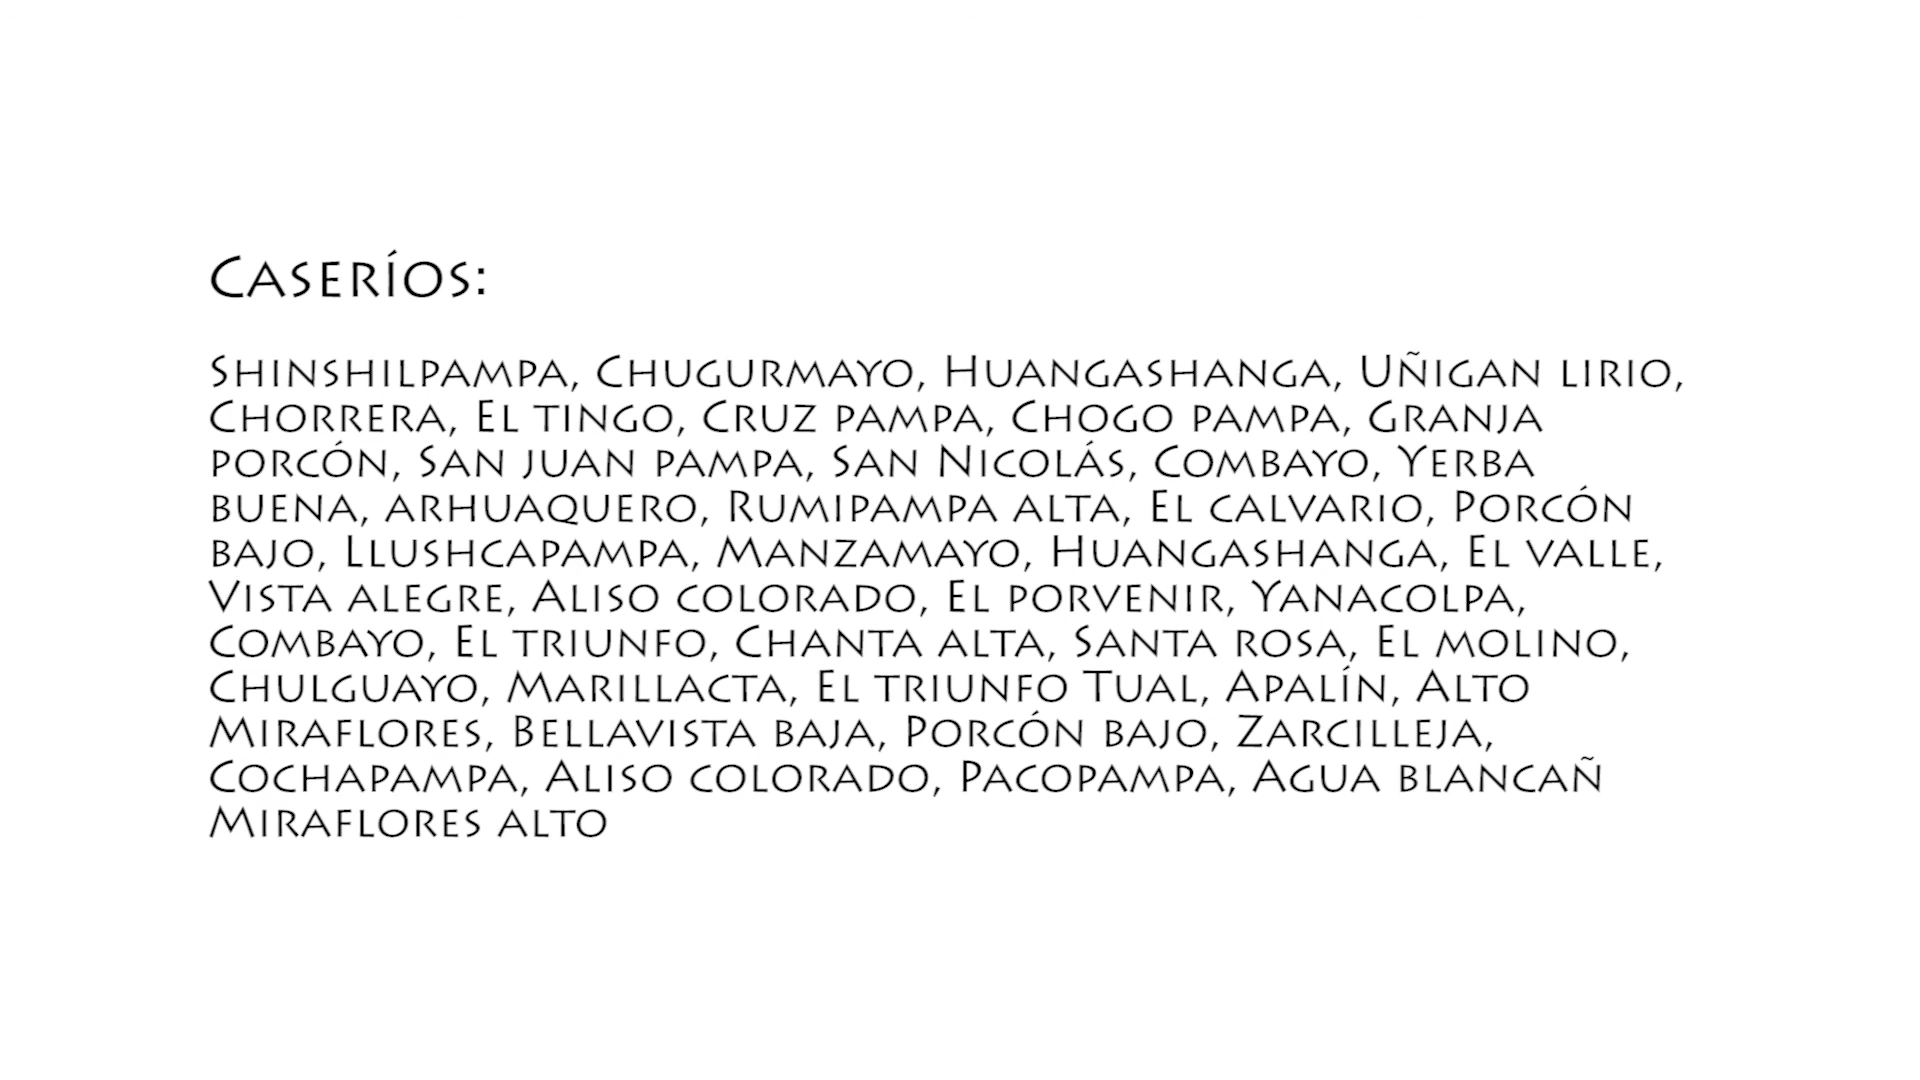 Caseríos:
Shinshilpampa, Chugurmayo, Huangashanga, Uñigan lirio,
Chorrera, El tingo, Cruz pampa, Chogo pampa, Granja
porcón, San juan pampa, San Nicolás, Combayo, Yerba
buena, arhuaquero, Rumipampa alta, El calvario, Porcón
bajo, Llushcapampa, Manzamayo, Huangashanga, El valle,
Vista alegre, Aliso colorado, El porvenir, Yanacolpa,
Combayo, El triunfo, Chanta alta, Santa rosa, El molino,
Chulguayo, Marillacta, El triunfo Tual, Apalín, Alto
Miraflores, Bellavista baja, Porcón bajo, Zarcilleja,
Cochapampa, Aliso colorado, Pacopampa, Agua blancañ
Miraflores alto